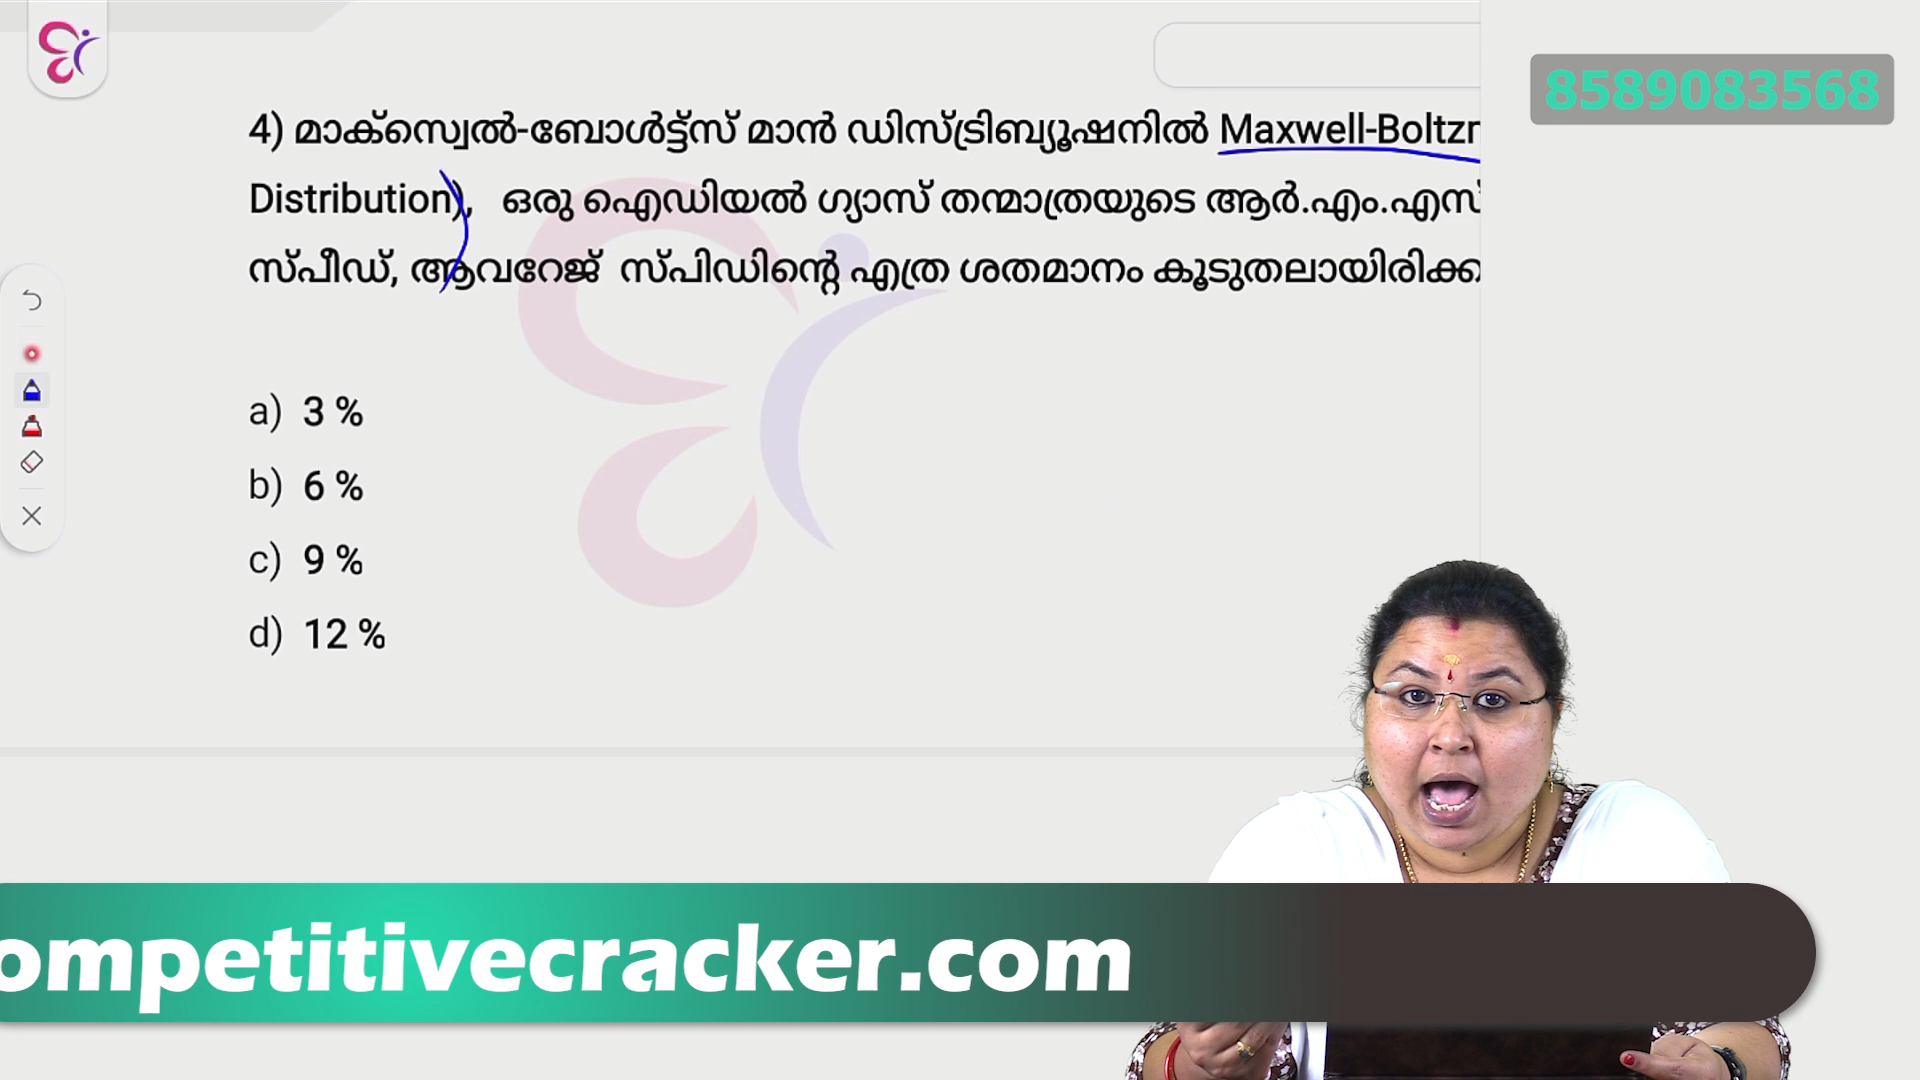 8589083568
4) മാക്സ്വെൽ-ബോൾട്ട്സ് മാൻ ഡിസ്ട്രിബ്യൂഷനിൽ Maxwell-Boltz
Distribution), ഒരു ഐഡിയൽ ഗ്യാസ് തന്മാത്രയുടെ ആർ.എം.എസ്
സ്പീഡ്, ആവറേജ് സ്പിഡിന്റെ എത്ര ശതമാനം കൂടുതലായിരിക്ക
a) 3 %
b) 6 %
c) 9 %
d) 12 %
ompetitivecracker.com